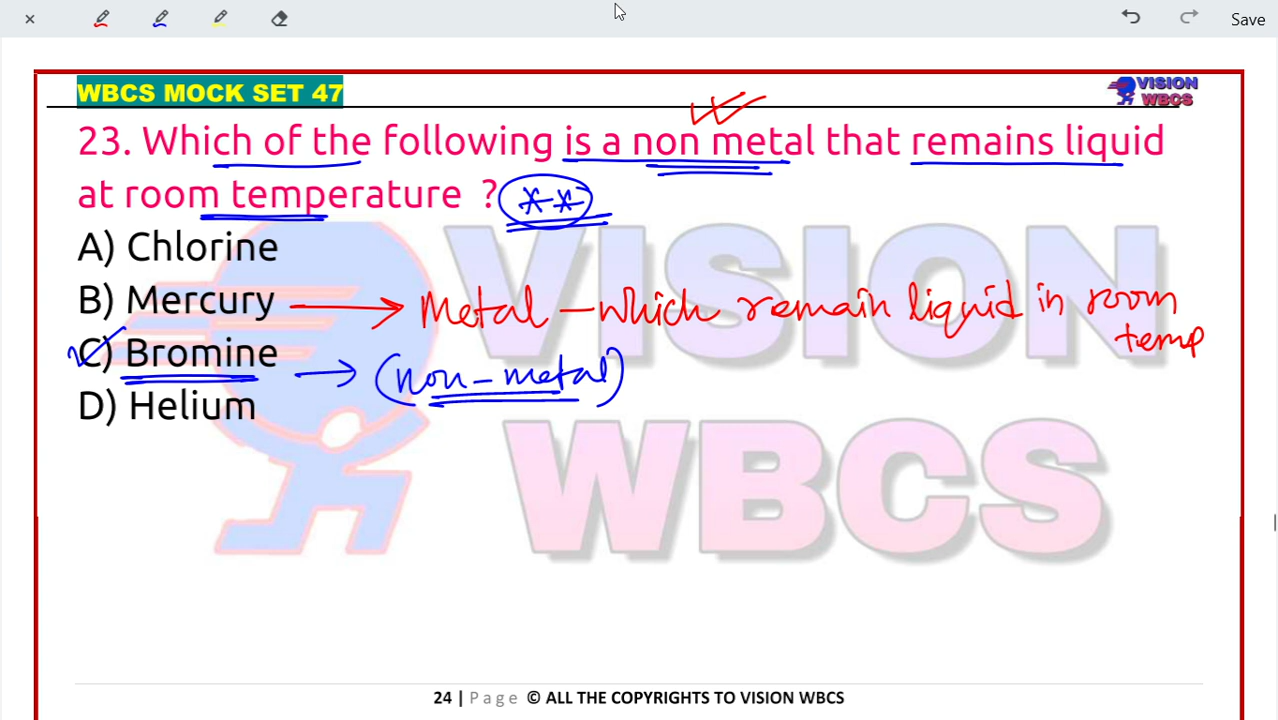 Save
WBCS MOCK SET 47
VISION
WBCS
23. Which of the following is a non metal that remains liquid
at room temperature ? **
A) Chlorine
B) Mercury → Metal - which remain liquid in room
temp
C) Bromine → (non-metal)
D) Helium
VISION
WBCS
24 | Page © ALL THE COPYRIGHTS TO VISION WBCS